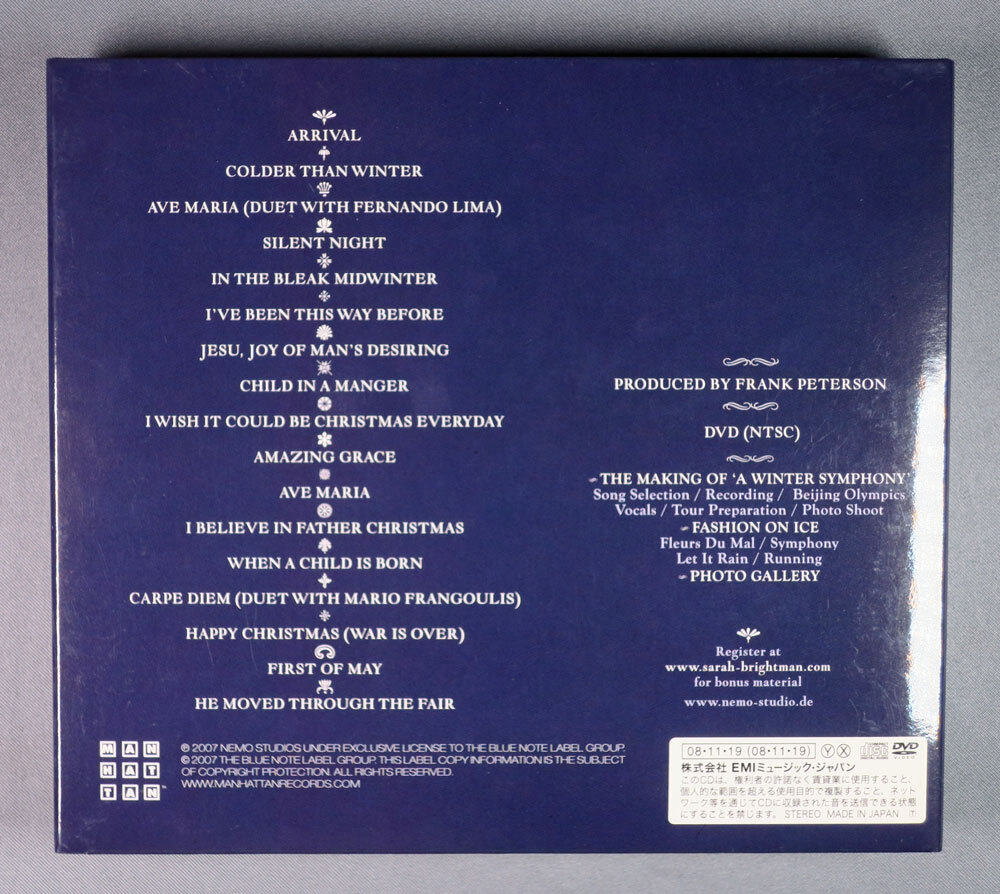 ARRIVAL
COLDER THAN WINTER
AVE MARIA (DUET WITH FERNANDO LIMA)
SILENT NIGHT
IN THE BLEAK MIDWINTER
I'VE BEEN THIS WAY BEFORE
JESU, JOY OF MAN'S DESIRING
CHILD IN A MANGER
I WISH IT COULD BE CHRISTMAS EVERYDAY
AMAZING GRACE
AVE MARIA
I BELIEVE IN FATHER CHRISTMAS
WHEN A CHILD IS BORN
CARPE DIEM (DUET WITH MARIO FRANGOULIS)
HAPPY CHRISTMAS (WAR IS OVER)
FIRST OF MAY
HE MOVED THROUGH THE FAIR
PRODUCED BY FRANK PETERSON
DVD (NTSC)
THE MAKING OF 'A WINTER SYMPHONY'
Song Selection / Recording / Beijing Olympics
Vocals / Tour Preparation / Photo Shoot
FASHION ON ICE
Fleurs Du Mal / Symphony
Let It Rain / Running
PHOTO GALLERY
Register at
www.sarah-brightman.com
for bonus material
www.nemo-studio.de
MAN
HAT
TAN™
℗ 2007 NEMO STUDIOS UNDER EXCLUSIVE LICENSE TO THE BLUE NOTE LABEL GROUP.
© 2007 THE BLUE NOTE LABEL GROUP. THIS LABEL COPY INFORMATION IS THE SUBJECT
OF COPYRIGHT PROTECTION. ALL RIGHTS RESERVED.
WWW.MANHATTANRECORDS.COM
08・11・19 (08・11・19) Ⓨ Ⓧ COMPACT disc DIGITAL AUDIO DVD VIDEO
株式会社 EMIミュージック・ジャパン
このCDは、権利者の許諾なく賃貸業に使用すること、
個人的な範囲を超える使用目的で複製すること、ネット
ワーク等を通じてCDに収録された音を送信できる状態
にすることを禁じます。 STEREO MADE IN JAPAN Ⓣ